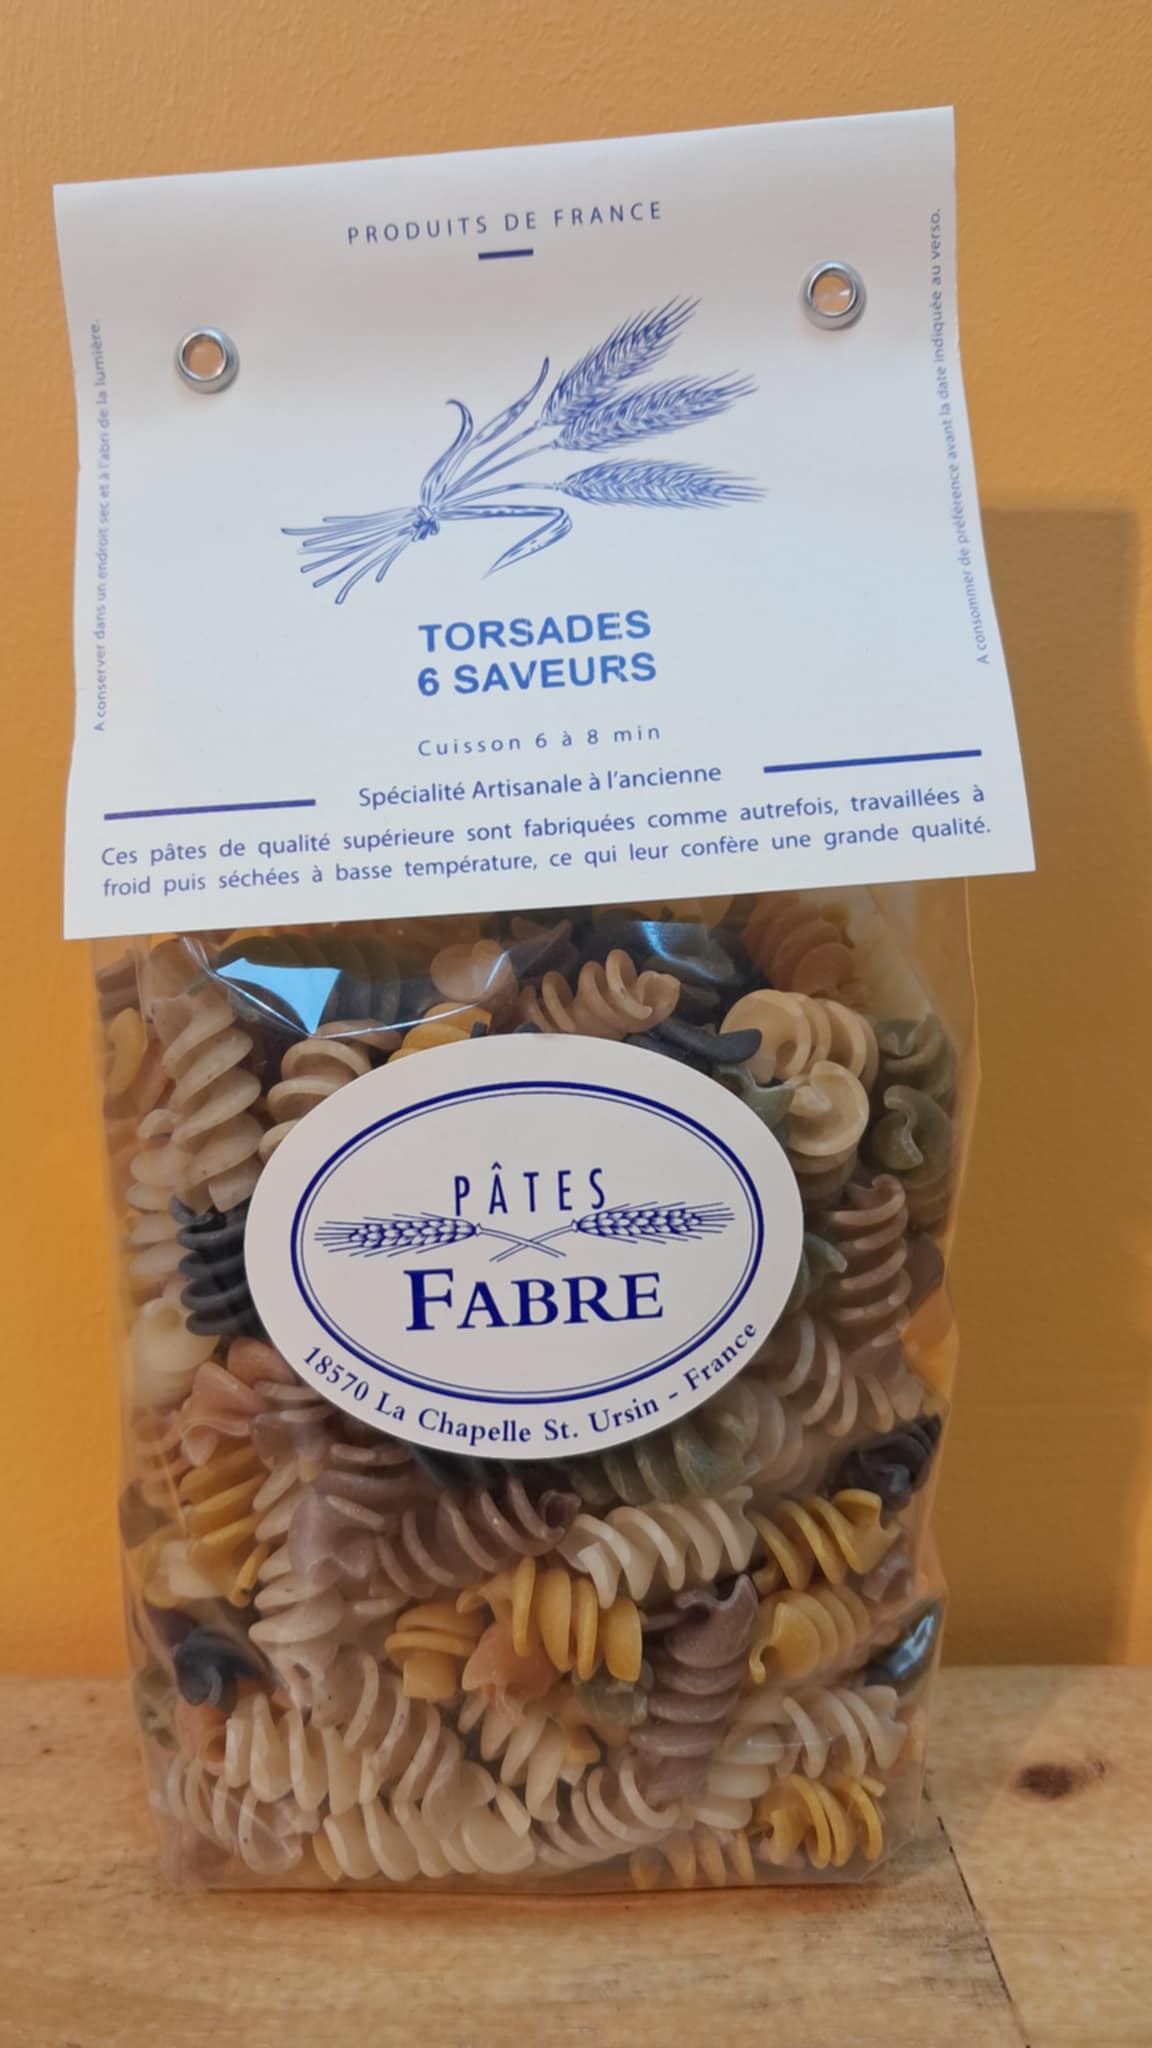 PRODUITS DE FRANCE
A conserver dans un endroit sec et à l'abri de la lumière.
A consommer de préférence avant la date indiquée au verso.
TORSADES
6 SAVEURS
Cuisson 6 à 8 min
Spécialité Artisanale à l'ancienne
Ces pâtes de qualité supérieure sont fabriquées comme autrefois, travaillées à
froid puis séchées à basse température, ce qui leur confère une grande qualité.
PÂTES
FABRE
18570 La Chapelle St. Ursin - France